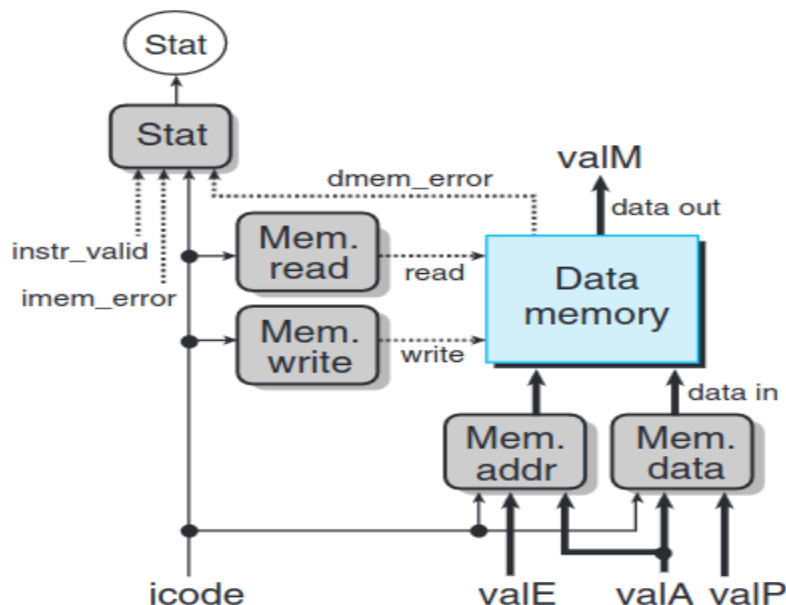 Stat
Stat
valM
dmem_error
data out
instr_valid
Mem.
read
read
Data
memory
imem_error
Mem.
write
write
data in
Mem.
addr
Mem.
data
icode
valE
valA
valP